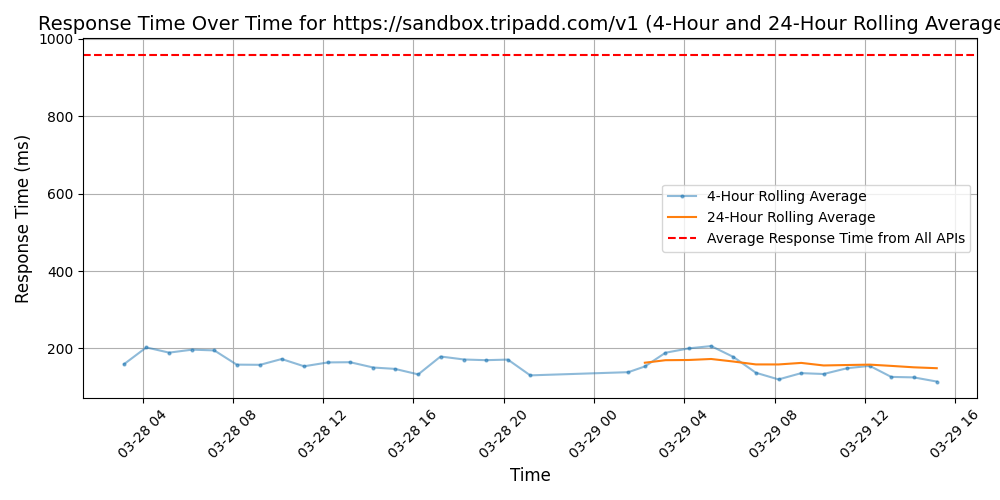 Response Time Over Time for https://sandbox.tripadd.com/v1 (4-Hour and 24-Hour Rolling Average
Response Time (ms)
1000
800
600
400
200
4-Hour Rolling Average
24-Hour Rolling Average
Average Response Time from All APIs
03-28 04
03-28 08
03-28 12
03-28 16
03-28 20
03-29 00
03-29 04
03-29 08
03-29 12
03-29 16
Time